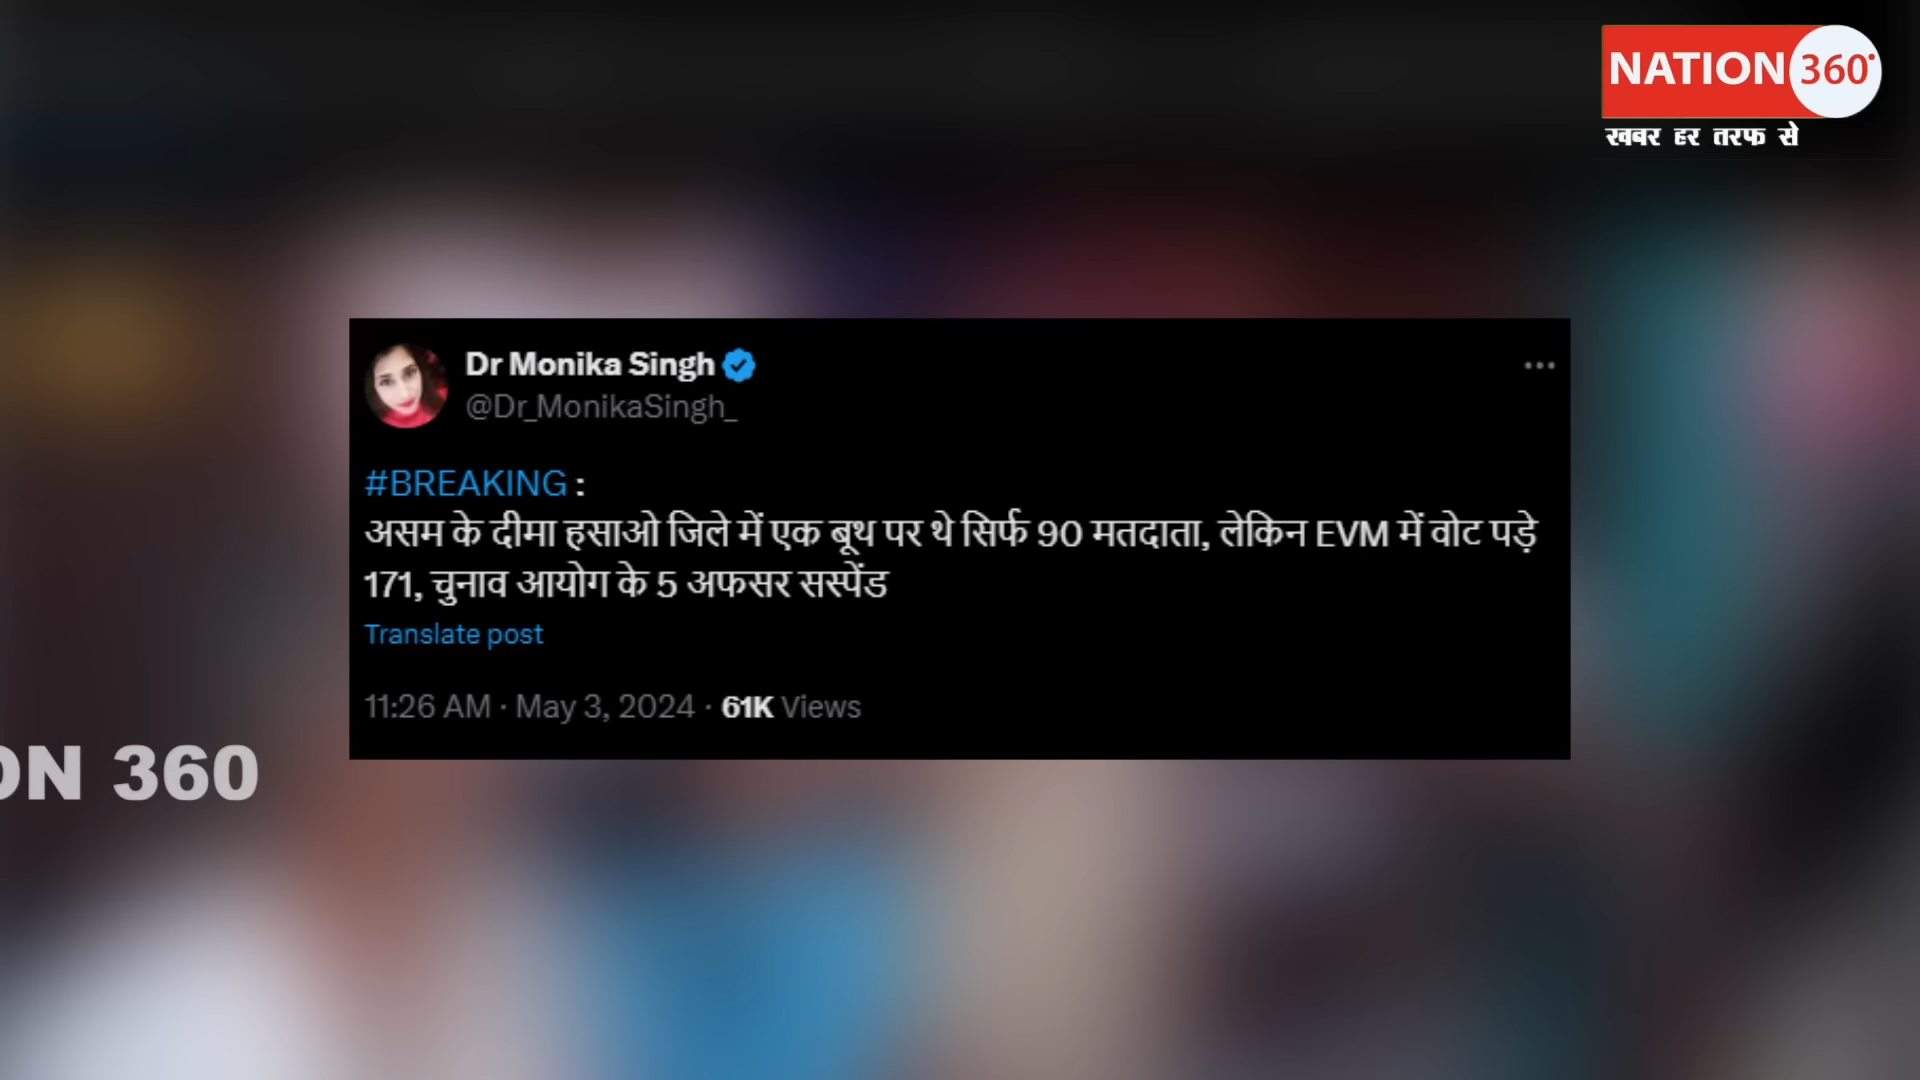 NATION 360°
खबर हर तरफ से
Dr Monika Singh
@Dr_MonikaSingh_
#BREAKING :
असम के दीमा हसाओ जिले में एक बूथ पर थे सिर्फ 90 मतदाता, लेकिन EVM में वोट पड़े
171, चुनाव आयोग के 5 अफसर सस्पेंड
Translate post
11:26 AM · May 3, 2024 · 61K Views
ON 360